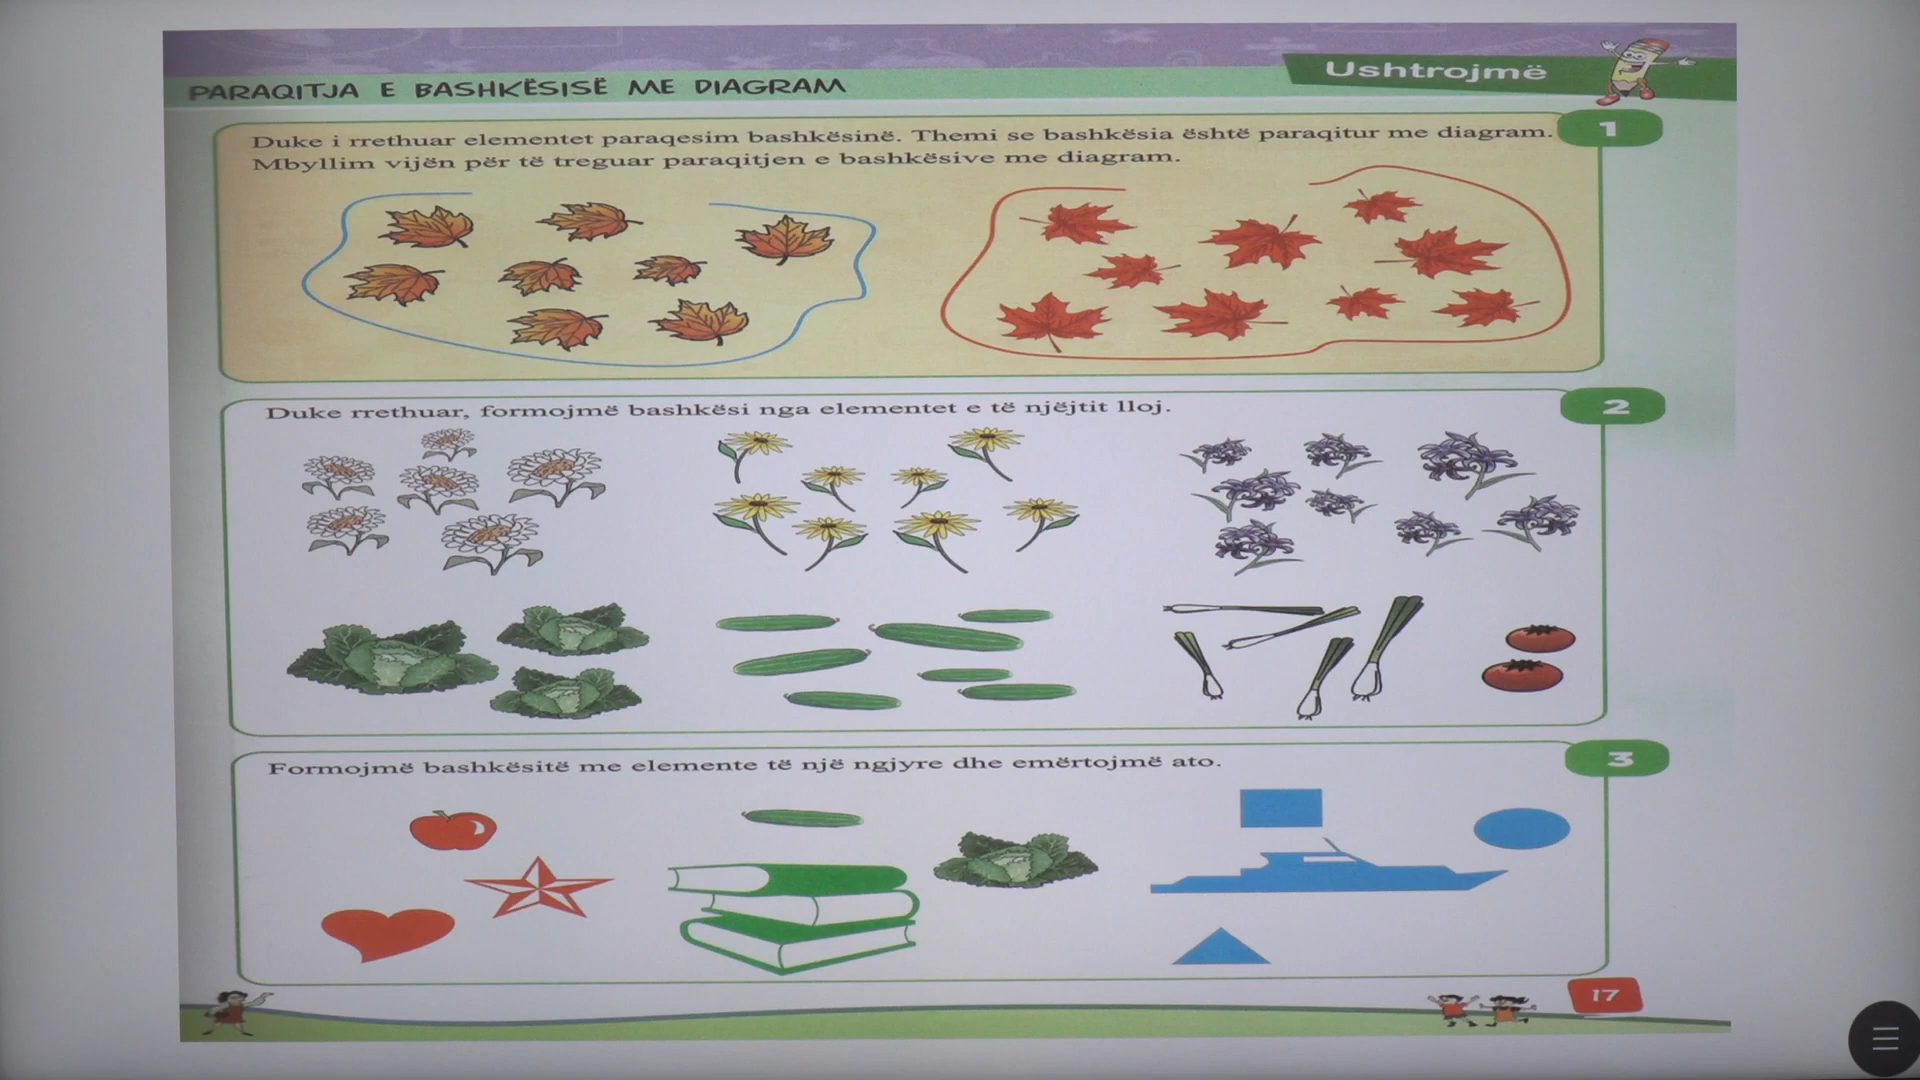 PARAQITJA E BASHKËSISË ME DIAGRAM
Ushtrojmë
1
Duke i rrethuar elementet paraqesim bashkësinë. Themi se bashkësia është paraqitur me diagram.
Mbyllim vijën për të treguar paraqitjen e bashkësive me diagram.
2
Duke rrethuar, formojmë bashkësi nga elementet e të njëjtit lloj.
3
Formojmë bashkësitë me elemente të një ngjyre dhe emërtojmë ato.
17